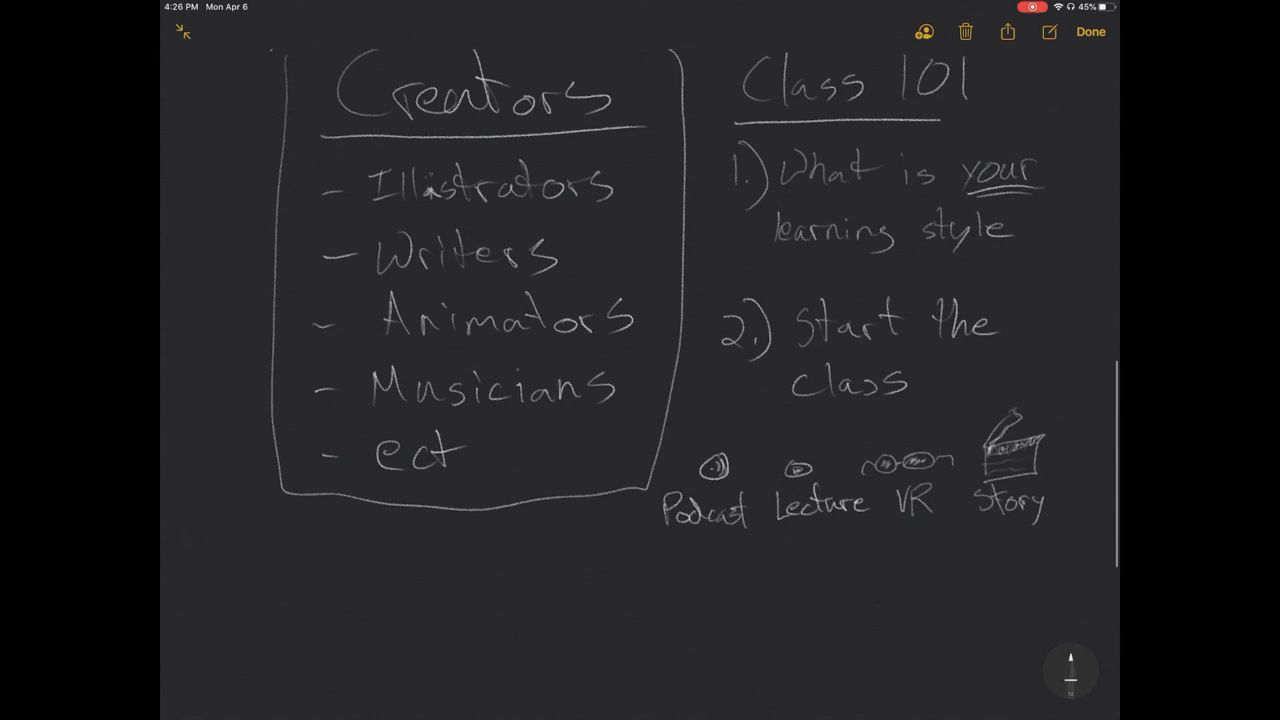 4:26 PM Mon Apr 6
45%
Done
Creators
- Illustrators
- Writers
- Animators
- Musicians
- ect
Class 101
1.) What is your
learning style
2.) Start the
class
Podcast Lecture VR Story
N